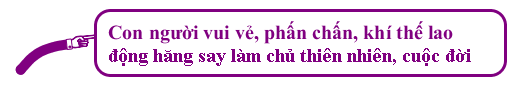 Con người vui vẻ, phấn chấn, khí thế lao
động hăng say làm chủ thiên nhiên, cuộc đời